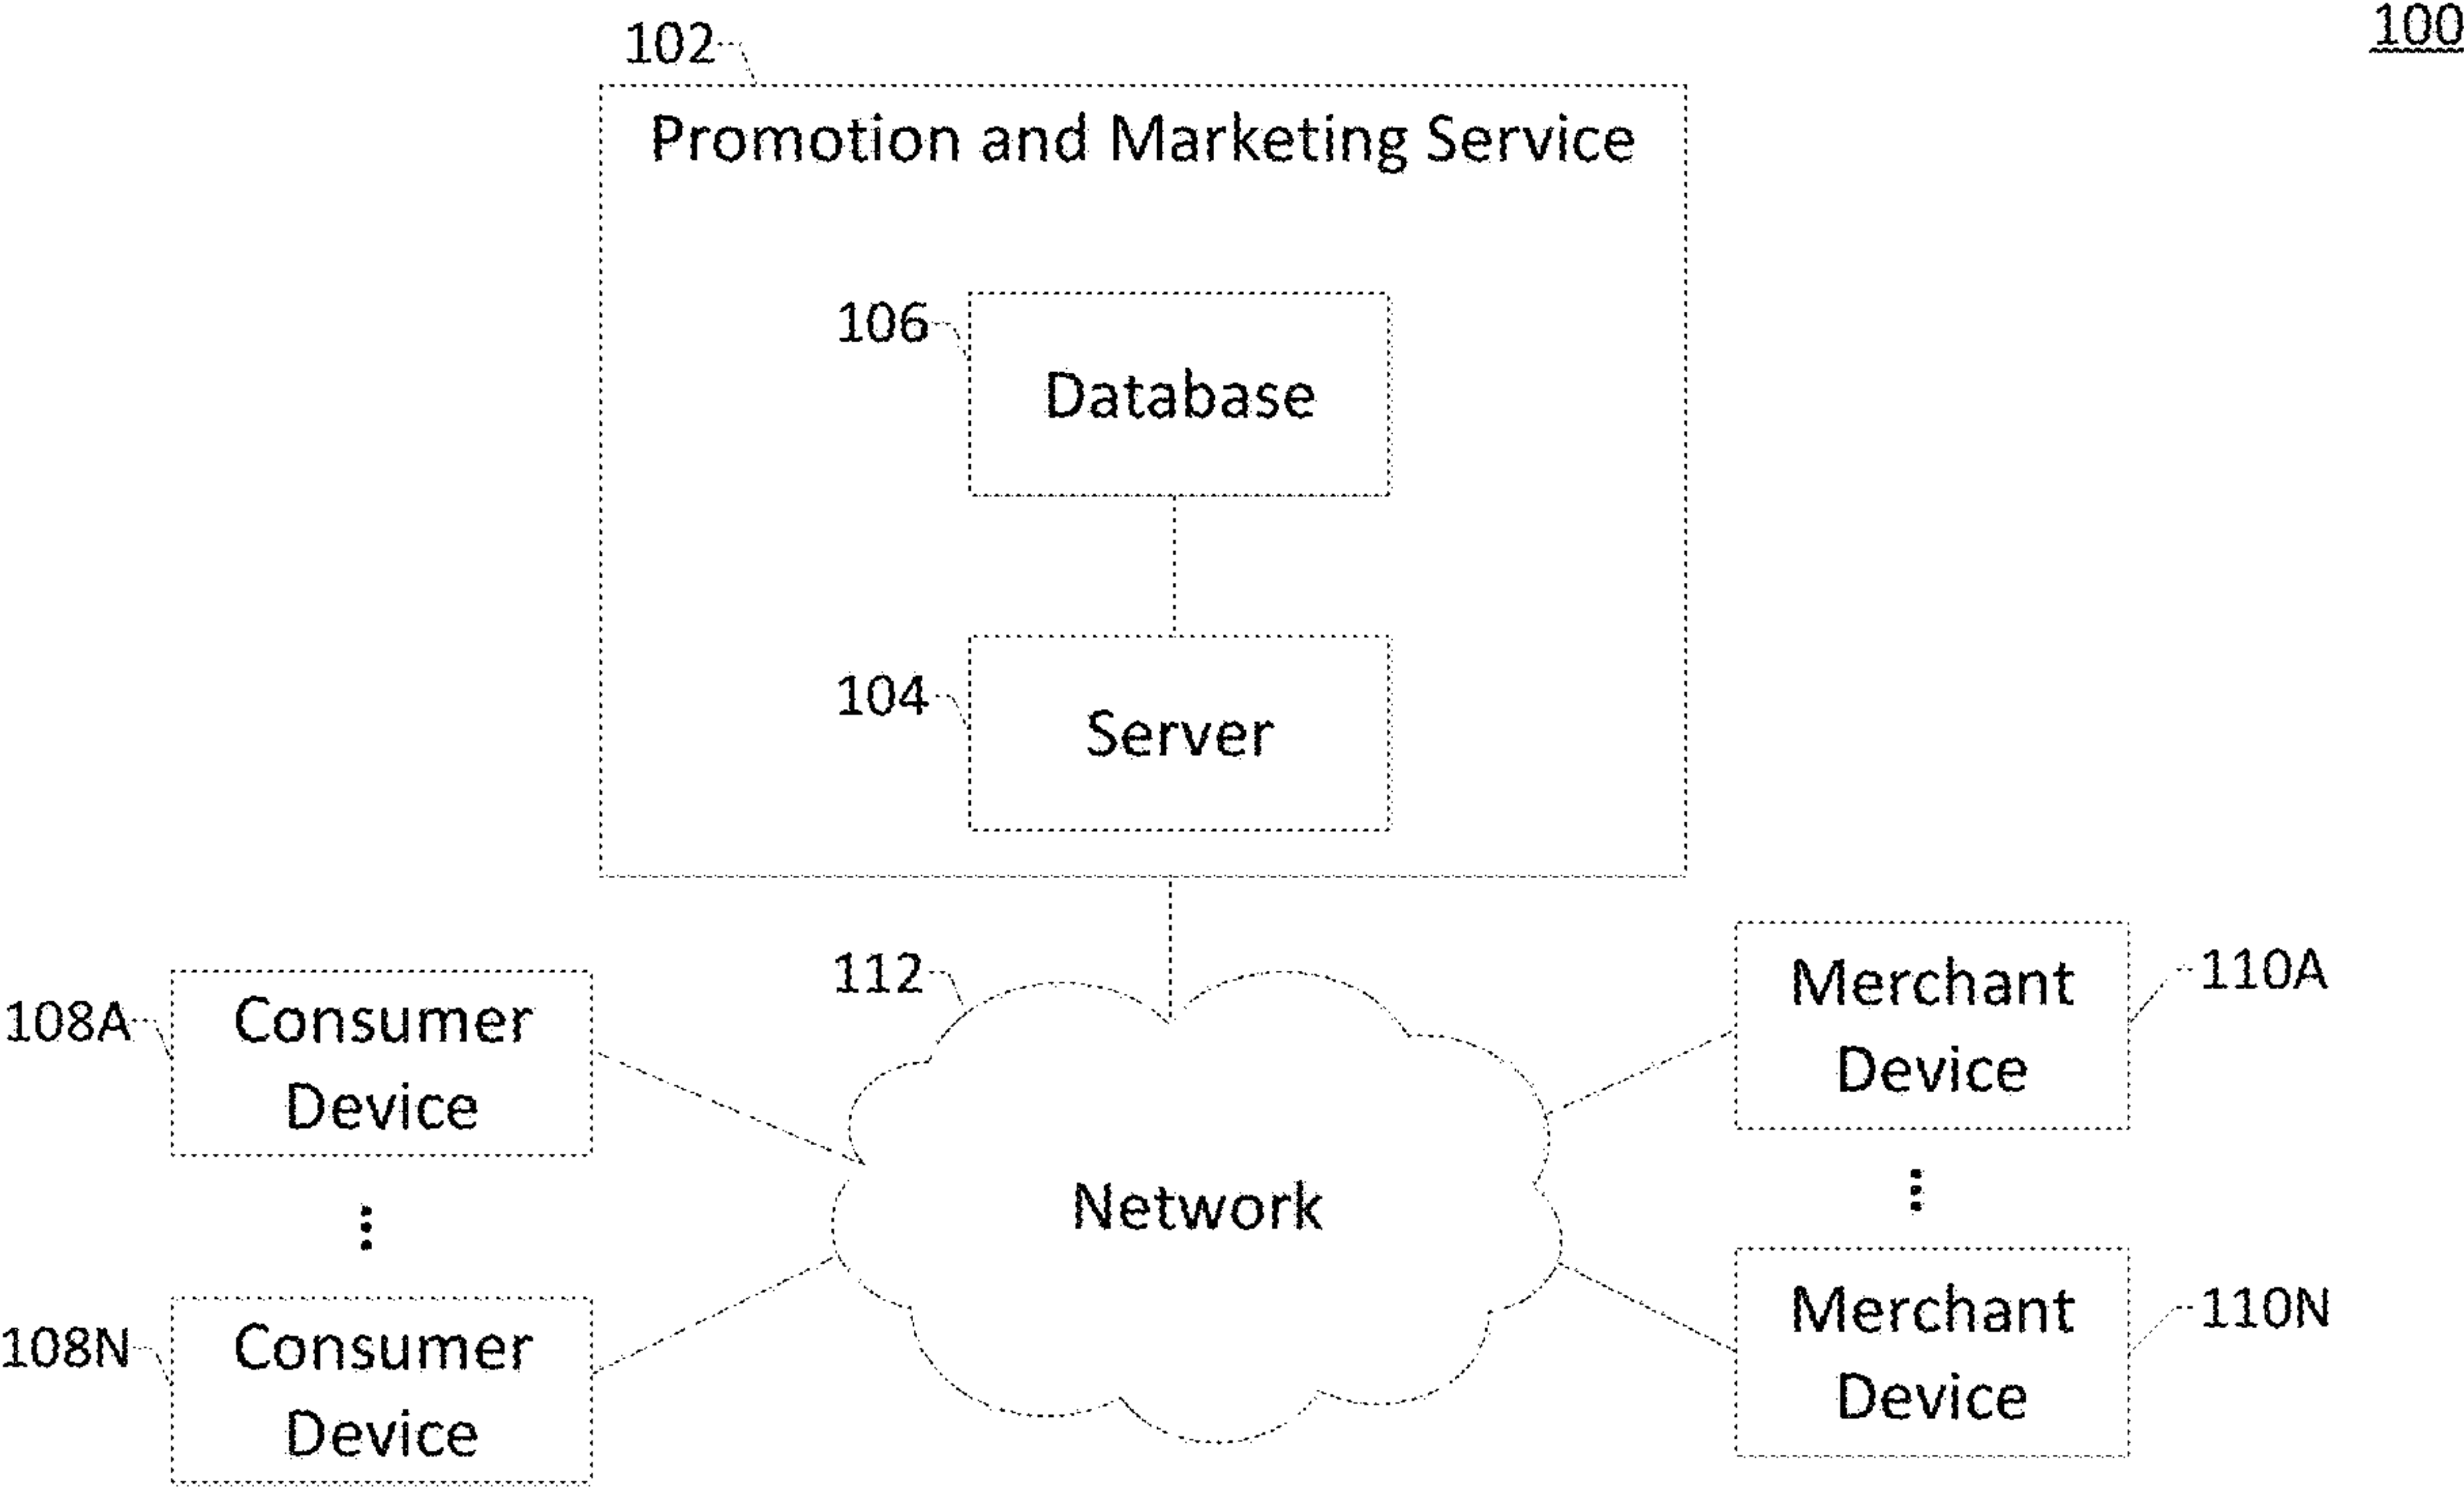 100
102
Promotion and Marketing Service
106
Database
104
Server
112
108A
Consumer
Device
108N
Consumer
Device
Network
Merchant
Device
110A
Merchant
Device
110N